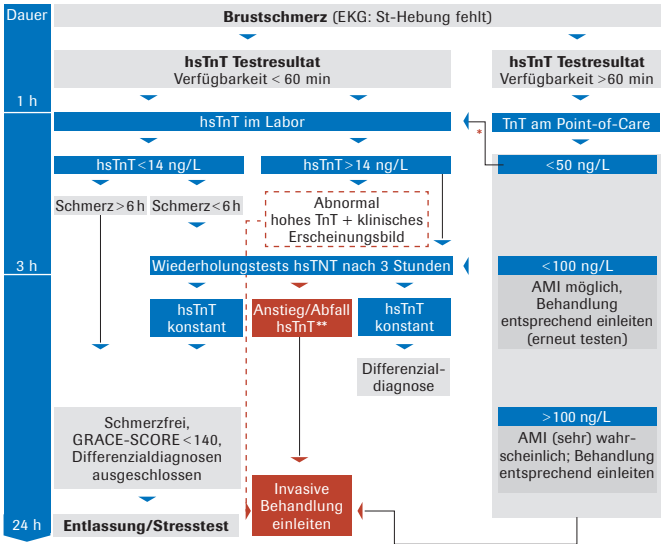 Dauer
Brustschmerz (EKG: St-Hebung fehlt)
hsTnT Testresultat
Verfügbarkeit < 60 min
hsTnT Testresultat
Verfügbarkeit >60 min
1 h
hsTnT im Labor
*
TnT am Point-of-Care
hsTnT<14 ng/L
hsTnT>14 ng/L
<50 ng/L
Schmerz>6 h
Schmerz<6 h
Abnormal
hohes TnT + klinisches
Erscheinungsbild
3 h
Wiederholungstests hsTNT nach 3 Stunden
<100 ng/L
AMI möglich,
Behandlung
entsprechend einleiten
(erneut testen)
hsTnT
konstant
Anstieg/Abfall
hsTnT**
hsTnT
konstant
Differenzial-
diagnose
Schmerzfrei,
GRACE-SCORE<140,
Differenzialdiagnosen
ausgeschlossen
>100 ng/L
AMI (sehr) wahr-
scheinlich; Behandlung
entsprechend einleiten
Invasive
Behandlung
einleiten
24 h
Entlassung/Stresstest